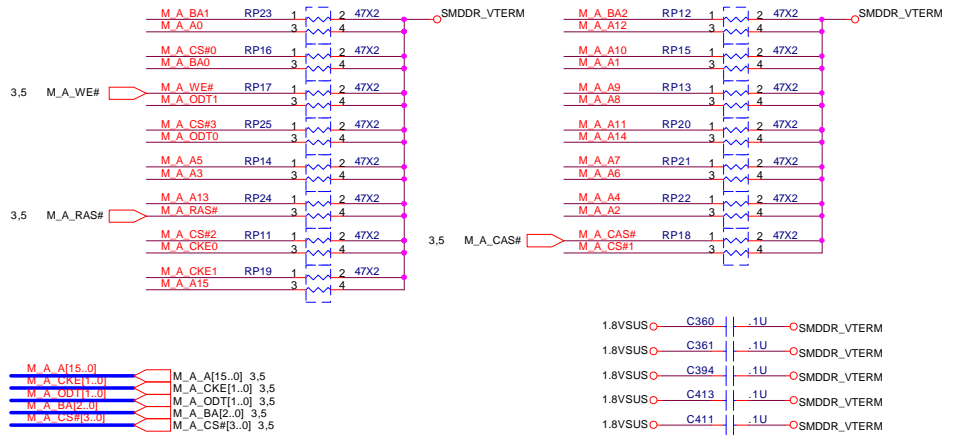 M_A_BA1 RP23 1 2 47X2 SMDDR_VTERM
M_A_A0 3 4
M_A_CS#0 RP16 1 2 47X2
M_A_BA0 3 4
3,5 M_A_WE# M_A_WE# RP17 1 2 47X2
M_A_ODT1 3 4
M_A_CS#3 RP25 1 2 47X2
M_A_ODT0 3 4
M_A_A5 RP14 1 2 47X2
M_A_A3 3 4
M_A_A13 RP24 1 2 47X2
3,5 M_A_RAS# M_A_RAS# 3 4
M_A_CS#2 RP11 1 2 47X2
M_A_CKE0 3 4
M_A_CKE1 RP19 1 2 47X2
M_A_A15 3 4
M_A_BA2 RP12 1 2 47X2 SMDDR_VTERM
M_A_A12 3 4
M_A_A10 RP15 1 2 47X2
M_A_A1 3 4
M_A_A9 RP13 1 2 47X2
M_A_A8 3 4
M_A_A11 RP20 1 2 47X2
M_A_A14 3 4
M_A_A7 RP21 1 2 47X2
M_A_A6 3 4
M_A_A4 RP22 1 2 47X2
M_A_A2 3 4
3,5 M_A_CAS# M_A_CAS# RP18 1 2 47X2
M_A_CS#1 3 4
M_A_A[15..0] M_A_A[15..0] 3,5
M_A_CKE[1..0] M_A_CKE[1..0] 3,5
M_A_ODT[1..0] M_A_ODT[1..0] 3,5
M_A_BA[2..0] M_A_BA[2..0] 3,5
M_A_CS#[3..0] M_A_CS#[3..0] 3,5
1.8VSUS C360 .1U SMDDR_VTERM
1.8VSUS C361 .1U SMDDR_VTERM
1.8VSUS C394 .1U SMDDR_VTERM
1.8VSUS C413 .1U SMDDR_VTERM
1.8VSUS C411 .1U SMDDR_VTERM